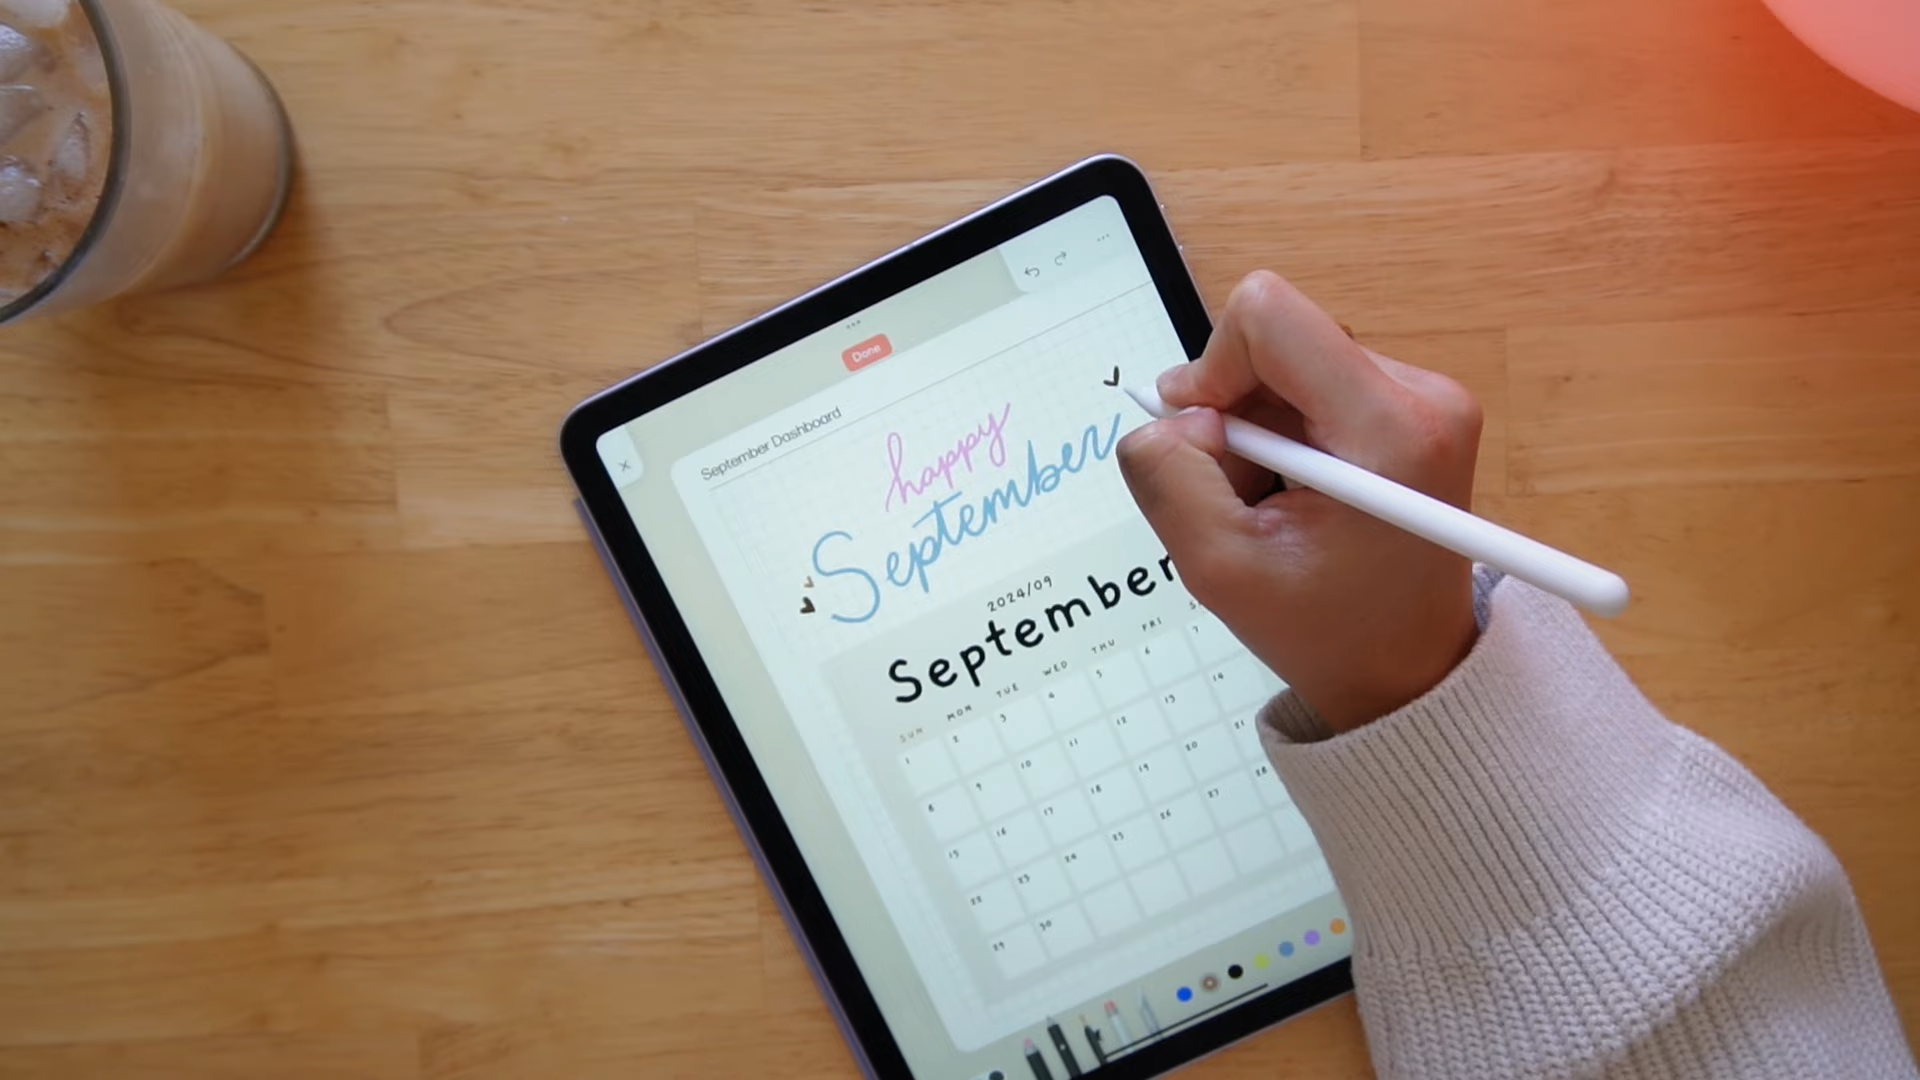 Done
September Dashboard
happy
September
2024/09
September
SUN MON TUE WED THU FRI
1 2 3 4 5 6 7
8 9 10 11 12 13 14
15 16 17 18 19 20 21
22 23 24 25 26 27 28
29 30